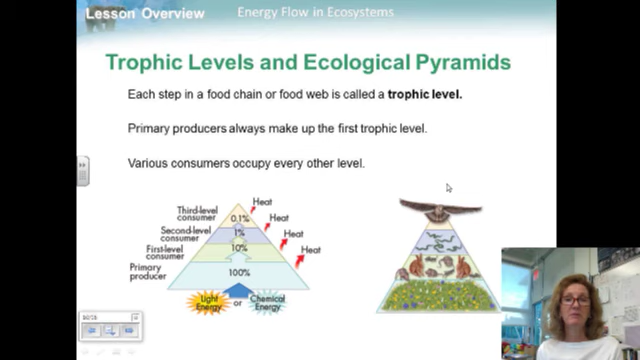 Lesson Overview
Energy Flow in Ecosystems
Trophic Levels and Ecological Pyramids
Each step in a food chain or food web is called a trophic level.
Primary producers always make up the first trophic level.
Various consumers occupy every other level.
Heat
Third-level consumer
0.1%
Heat
Second-level consumer
1%
Heat
First-level consumer
10%
Heat
Primary producer
100%
Light Energy
or
Chemical Energy